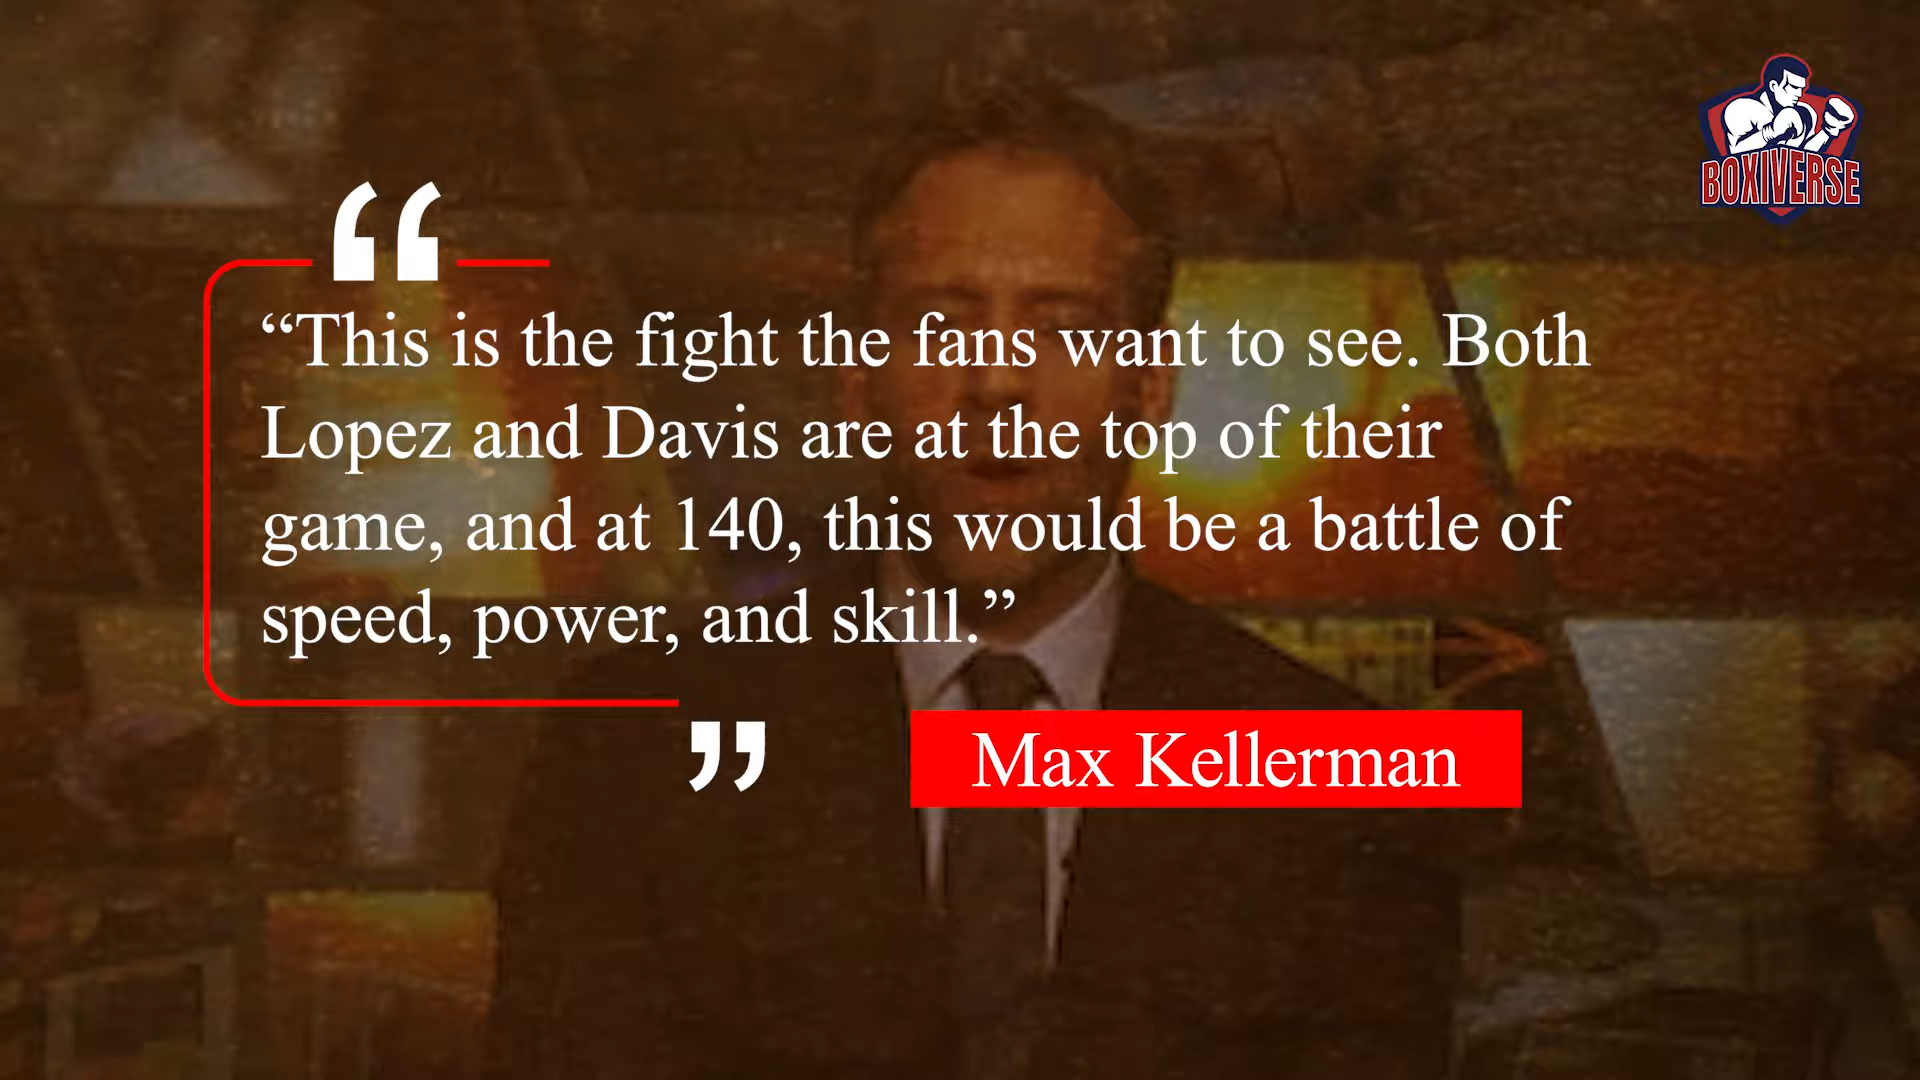 BOXIVERSE
“This is the fight the fans want to see. Both
Lopez and Davis are at the top of their
game, and at 140, this would be a battle of
speed, power, and skill.”
Max Kellerman